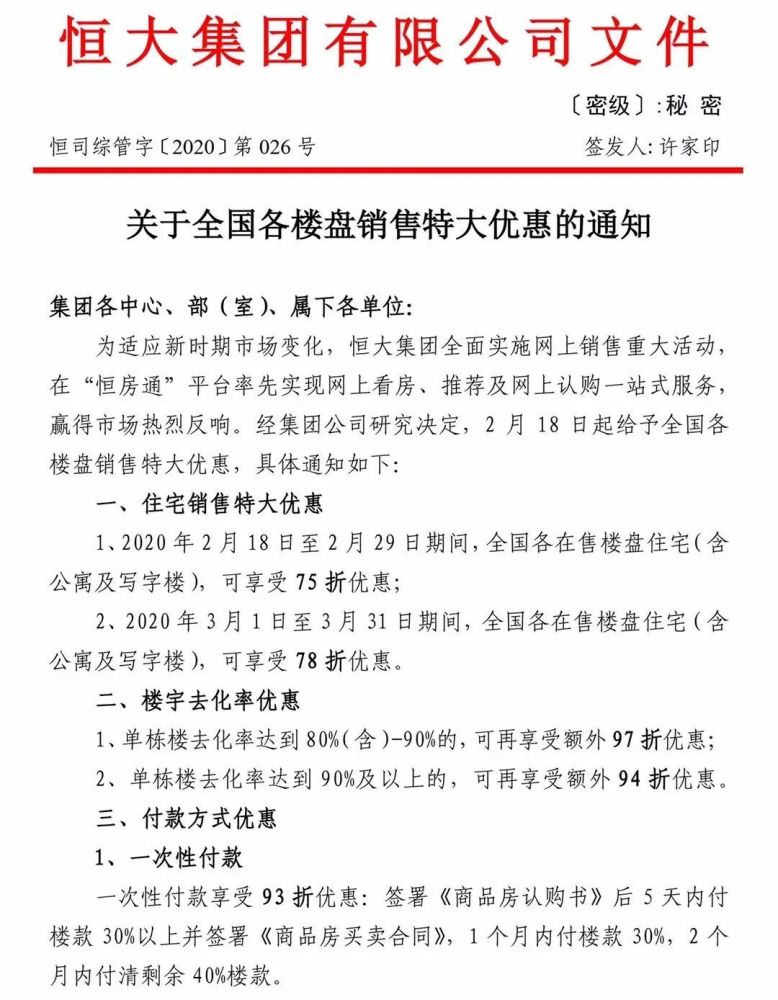 恒大集团有限公司文件
〔密级〕:秘 密
恒司综管字〔2020〕第 026 号 签发人: 许家印
关于全国各楼盘销售特大优惠的通知
集团各中心、部（室）、属下各单位:
为适应新时期市场变化，恒大集团全面实施网上销售重大活动，
在“恒房通”平台率先实现网上看房、推荐及网上认购一站式服务，
赢得市场热烈反响。经集团公司研究决定，2 月 18 日起给予全国各
楼盘销售特大优惠，具体通知如下:
一、住宅销售特大优惠
1、2020 年 2 月 18 日至 2 月 29 日期间, 全国各在售楼盘住宅(含
公寓及写字楼），可享受 75 折优惠;
2、2020 年 3 月 1 日至 3 月 31 日期间, 全国各在售楼盘住宅(含
公寓及写字楼），可享受 78 折优惠。
二、楼宇去化率优惠
1、单栋楼去化率达到 80%(含)-90%的, 可再享受额外 97 折优惠;
2、单栋楼去化率达到 90%及以上的，可再享受额外 94 折优惠。
三、付款方式优惠
1、一次性付款
一次性付款享受 93 折优惠: 签署《商品房认购书》后 5 天内付
楼款 30%以上并签署《商品房买卖合同》, 1 个月内付楼款 30%, 2 个
月内付清剩余 40%楼款。